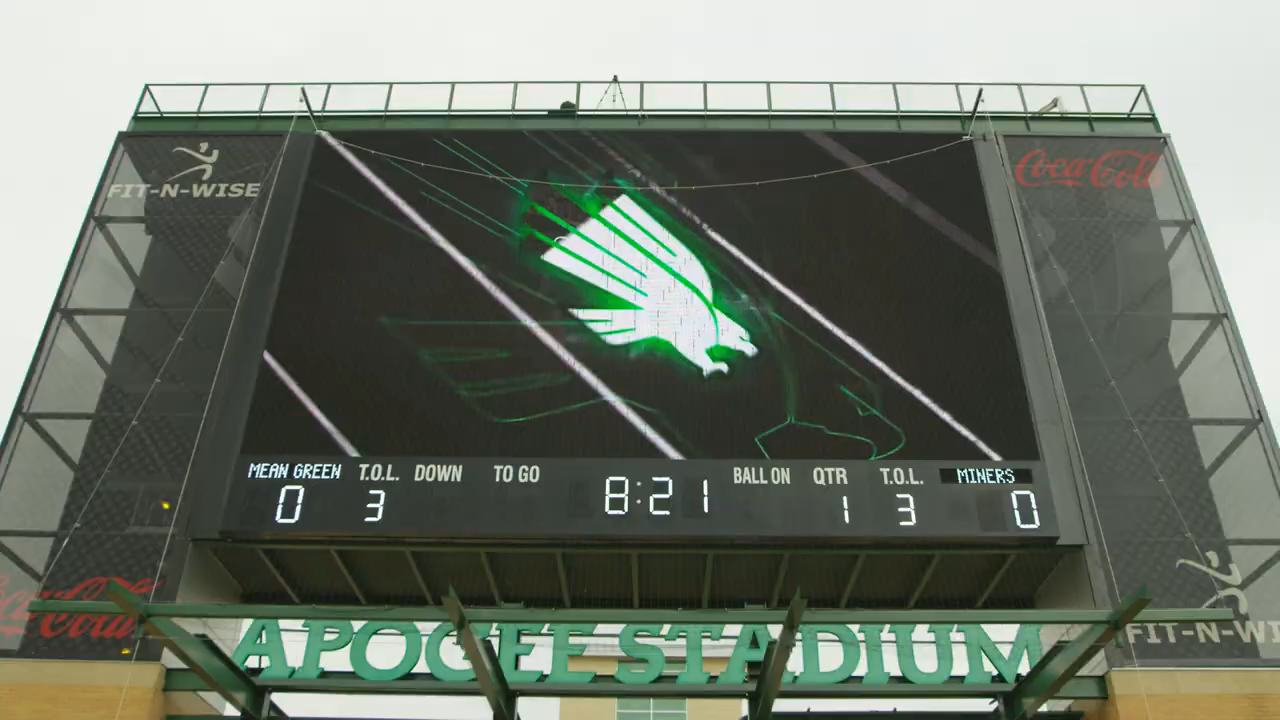 FIT-N-WISE
Coca-Cola
MEAN GREEN T.O.L. DOWN TO GO 8:21 BALL ON QTR T.O.L. MINERS
0 3 1 3 0
Coca-Cola
FIT-N-WI
APOGEE STADIUM